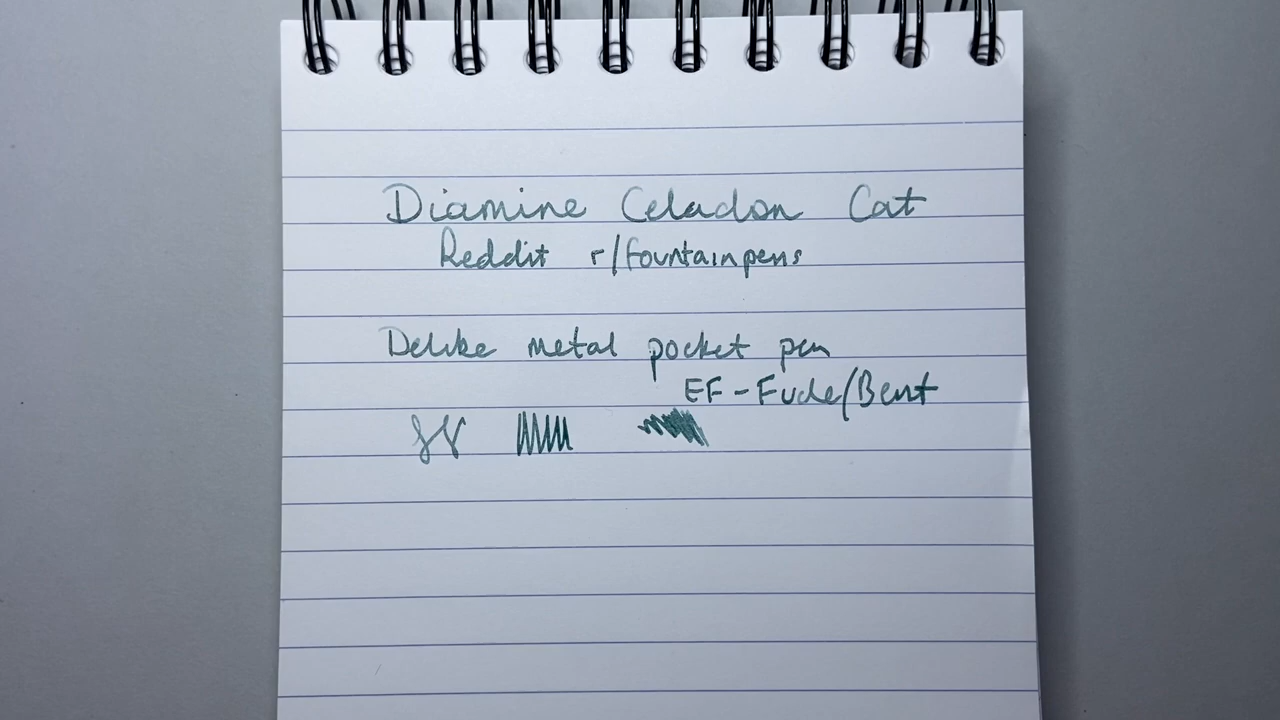 Diamine Celadon Cat
Reddit r/fountainpens
Delike metal pocket pen
EF-Fude/Bent